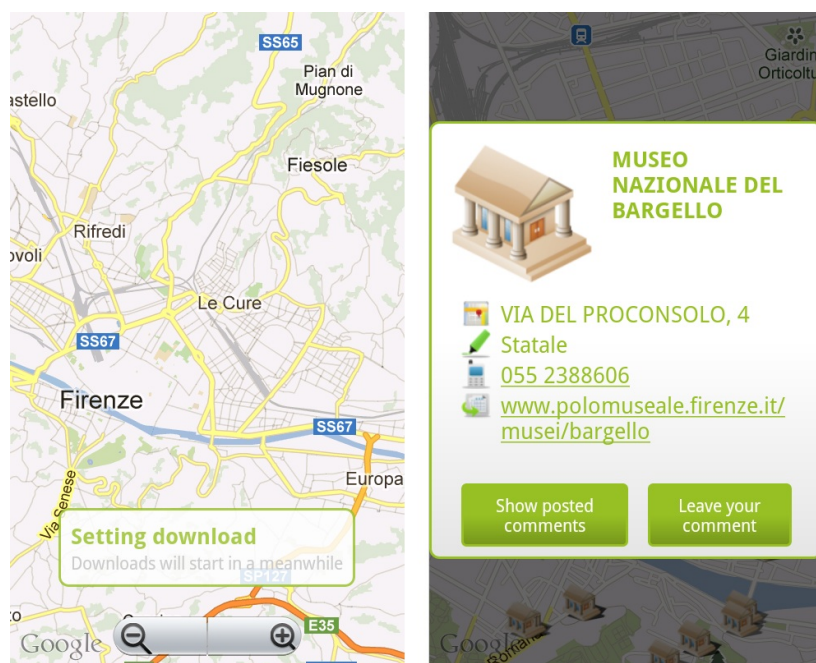 SS65
Pian di
Mugnone
astello
Fiesole
Rifredi
ovoli
Le Cure
SS67
Firenze
SS67
Europa
Via Senese
Setting download
Downloads will start in a meanwhile
SP127
E35
Google
Giardin
Orticoltu
MUSEO
NAZIONALE DEL
BARGELLO
VIA DEL PROCONSOLO, 4
Statale
055 2388606
www.polomuseale.firenze.it/
musei/bargello
Show posted
comments
Leave your
comment
Google
Romano